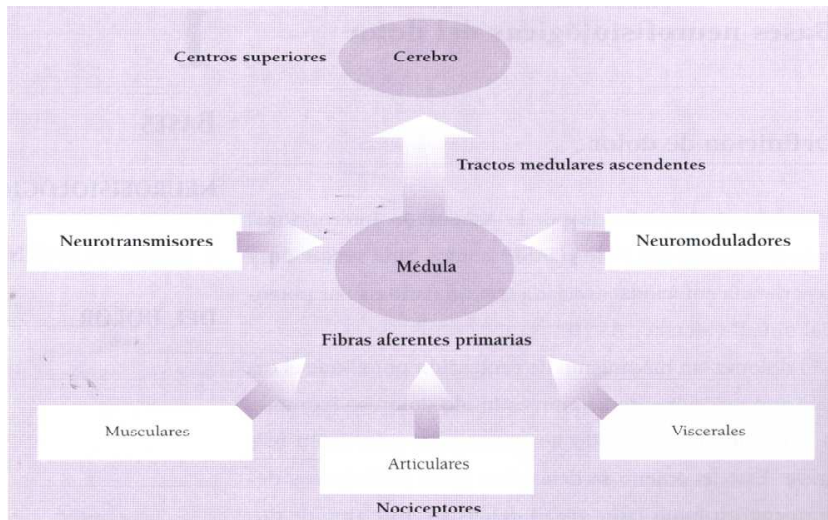 Centros superiores
Cerebro
Tractos medulares ascendentes
Neurotransmisores
Médula
Neuromoduladores
Fibras aferentes primarias
Musculares
Articulares
Viscerales
Nociceptores